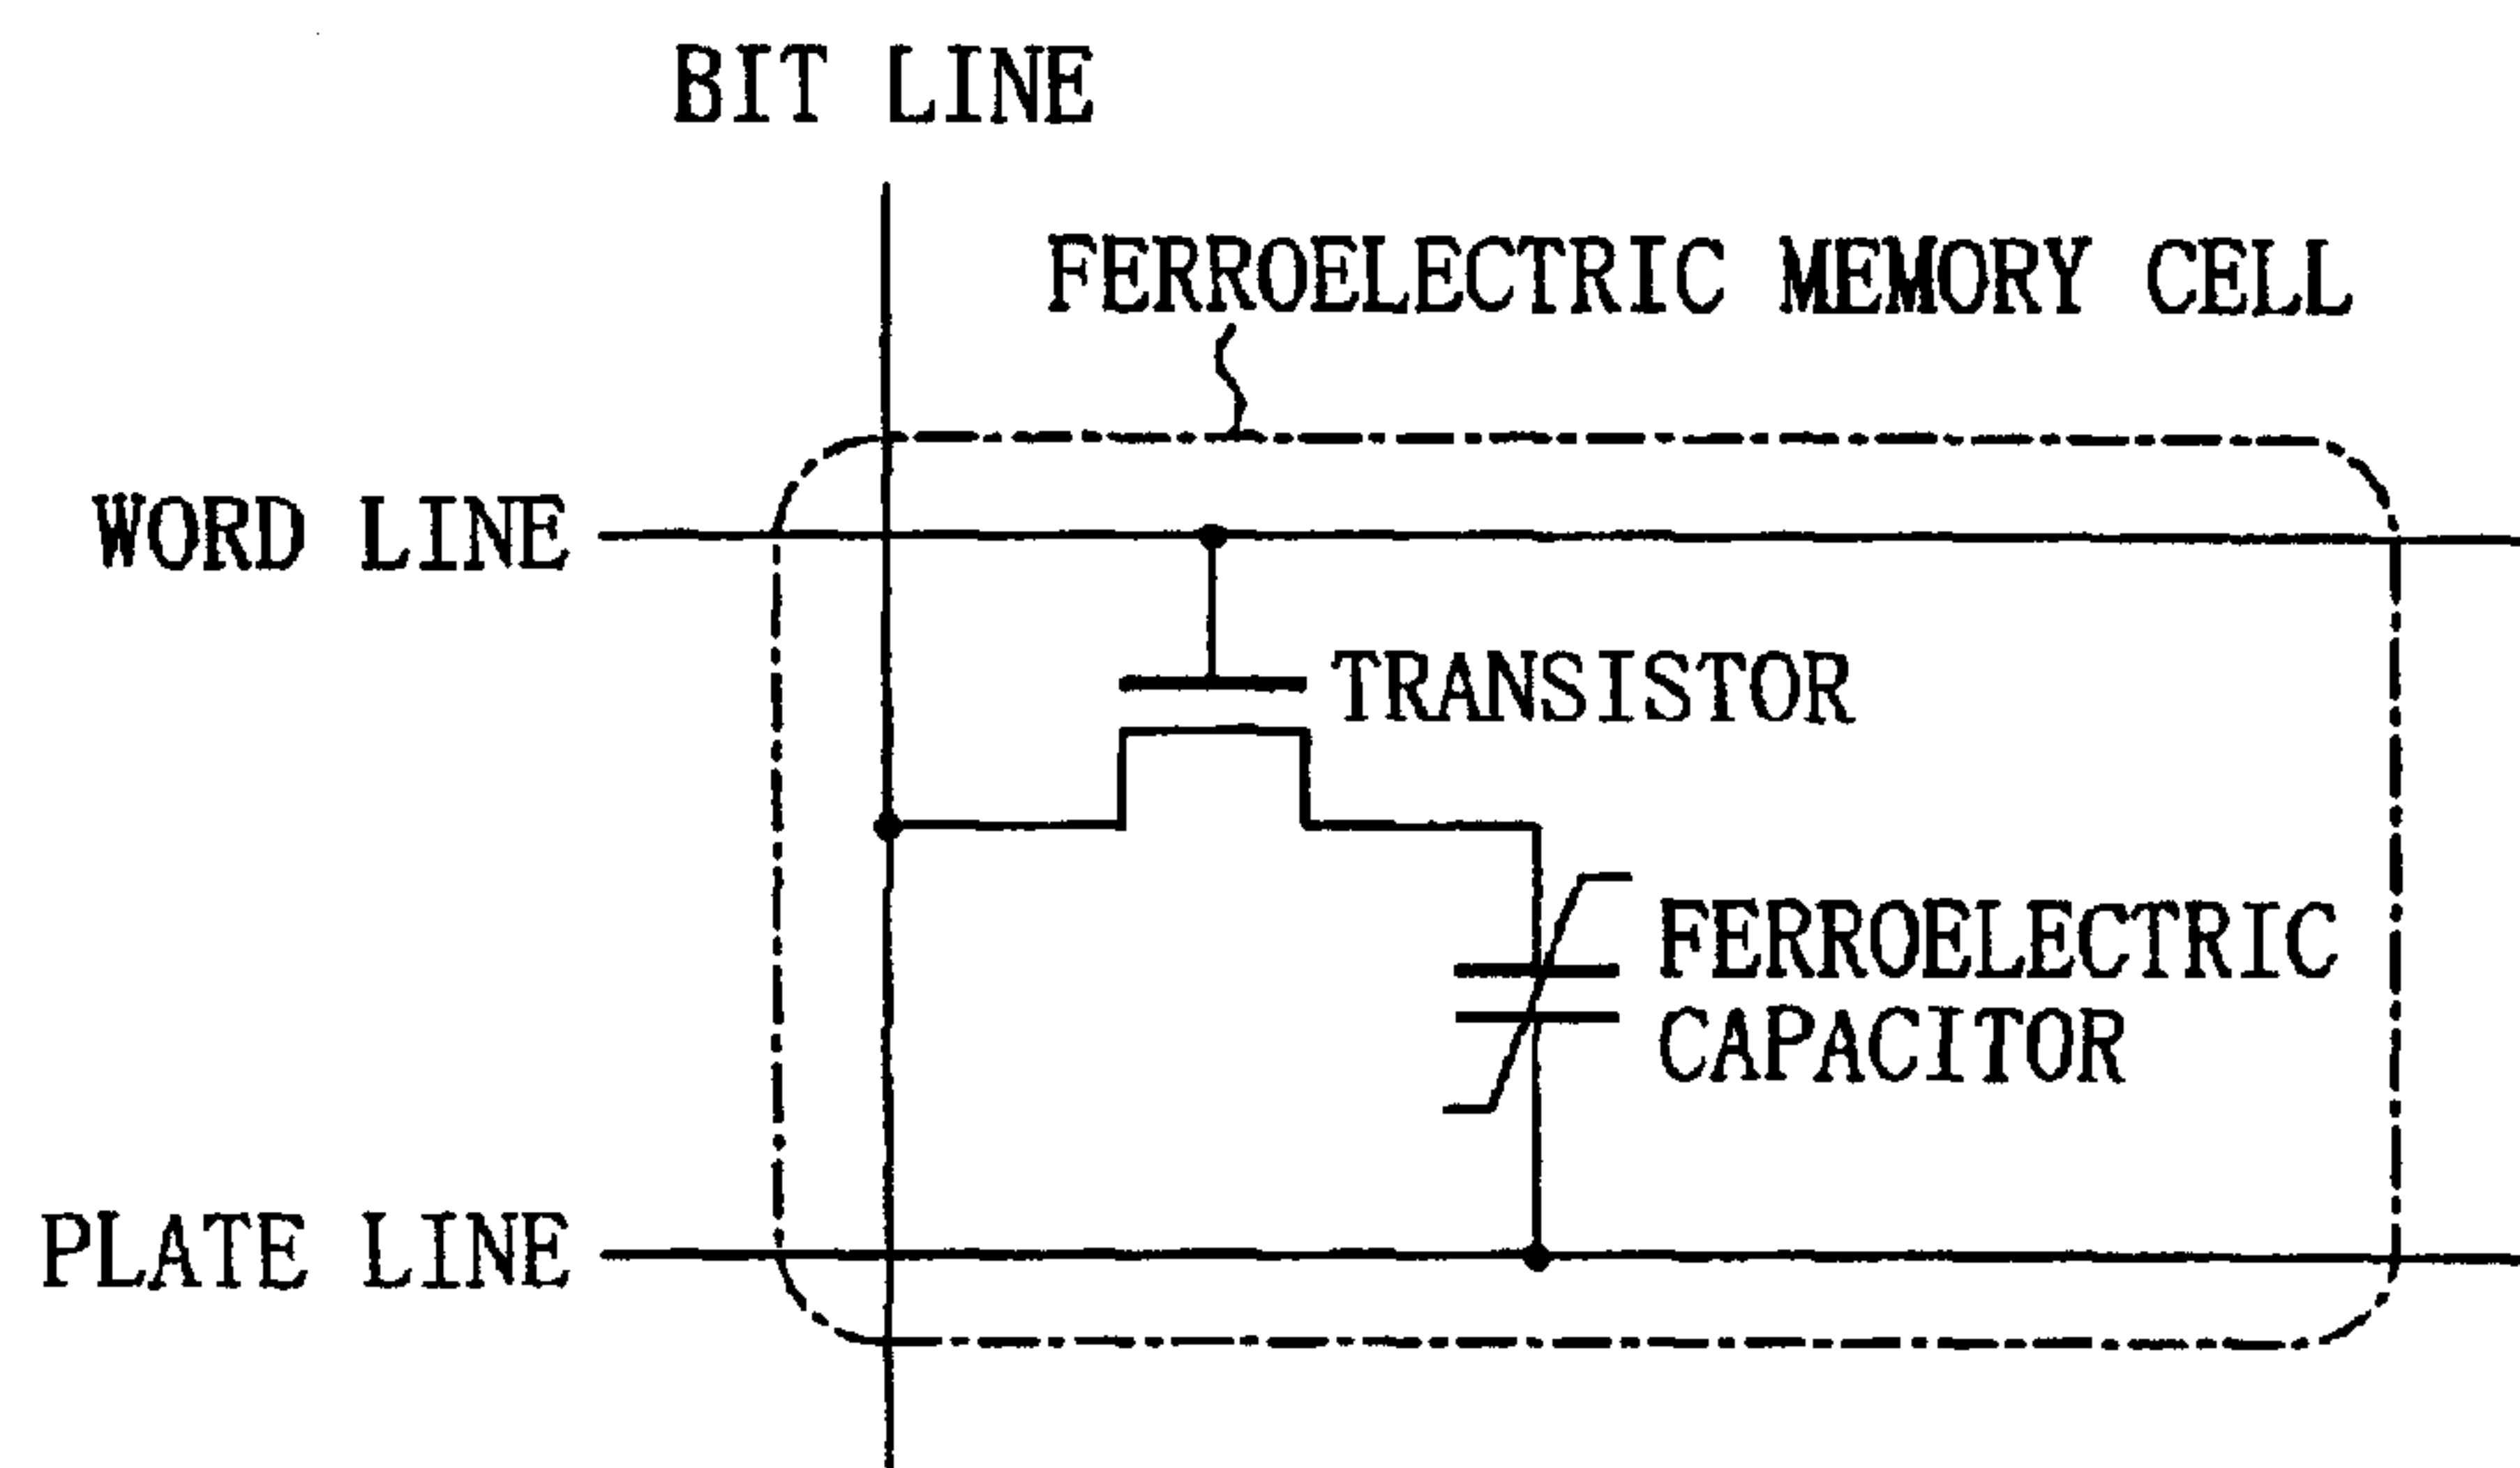 BIT LINE
FERROELECTRIC MEMORY CELL
WORD LINE
TRANSISTOR
FERROELECTRIC
CAPACITOR
PLATE LINE